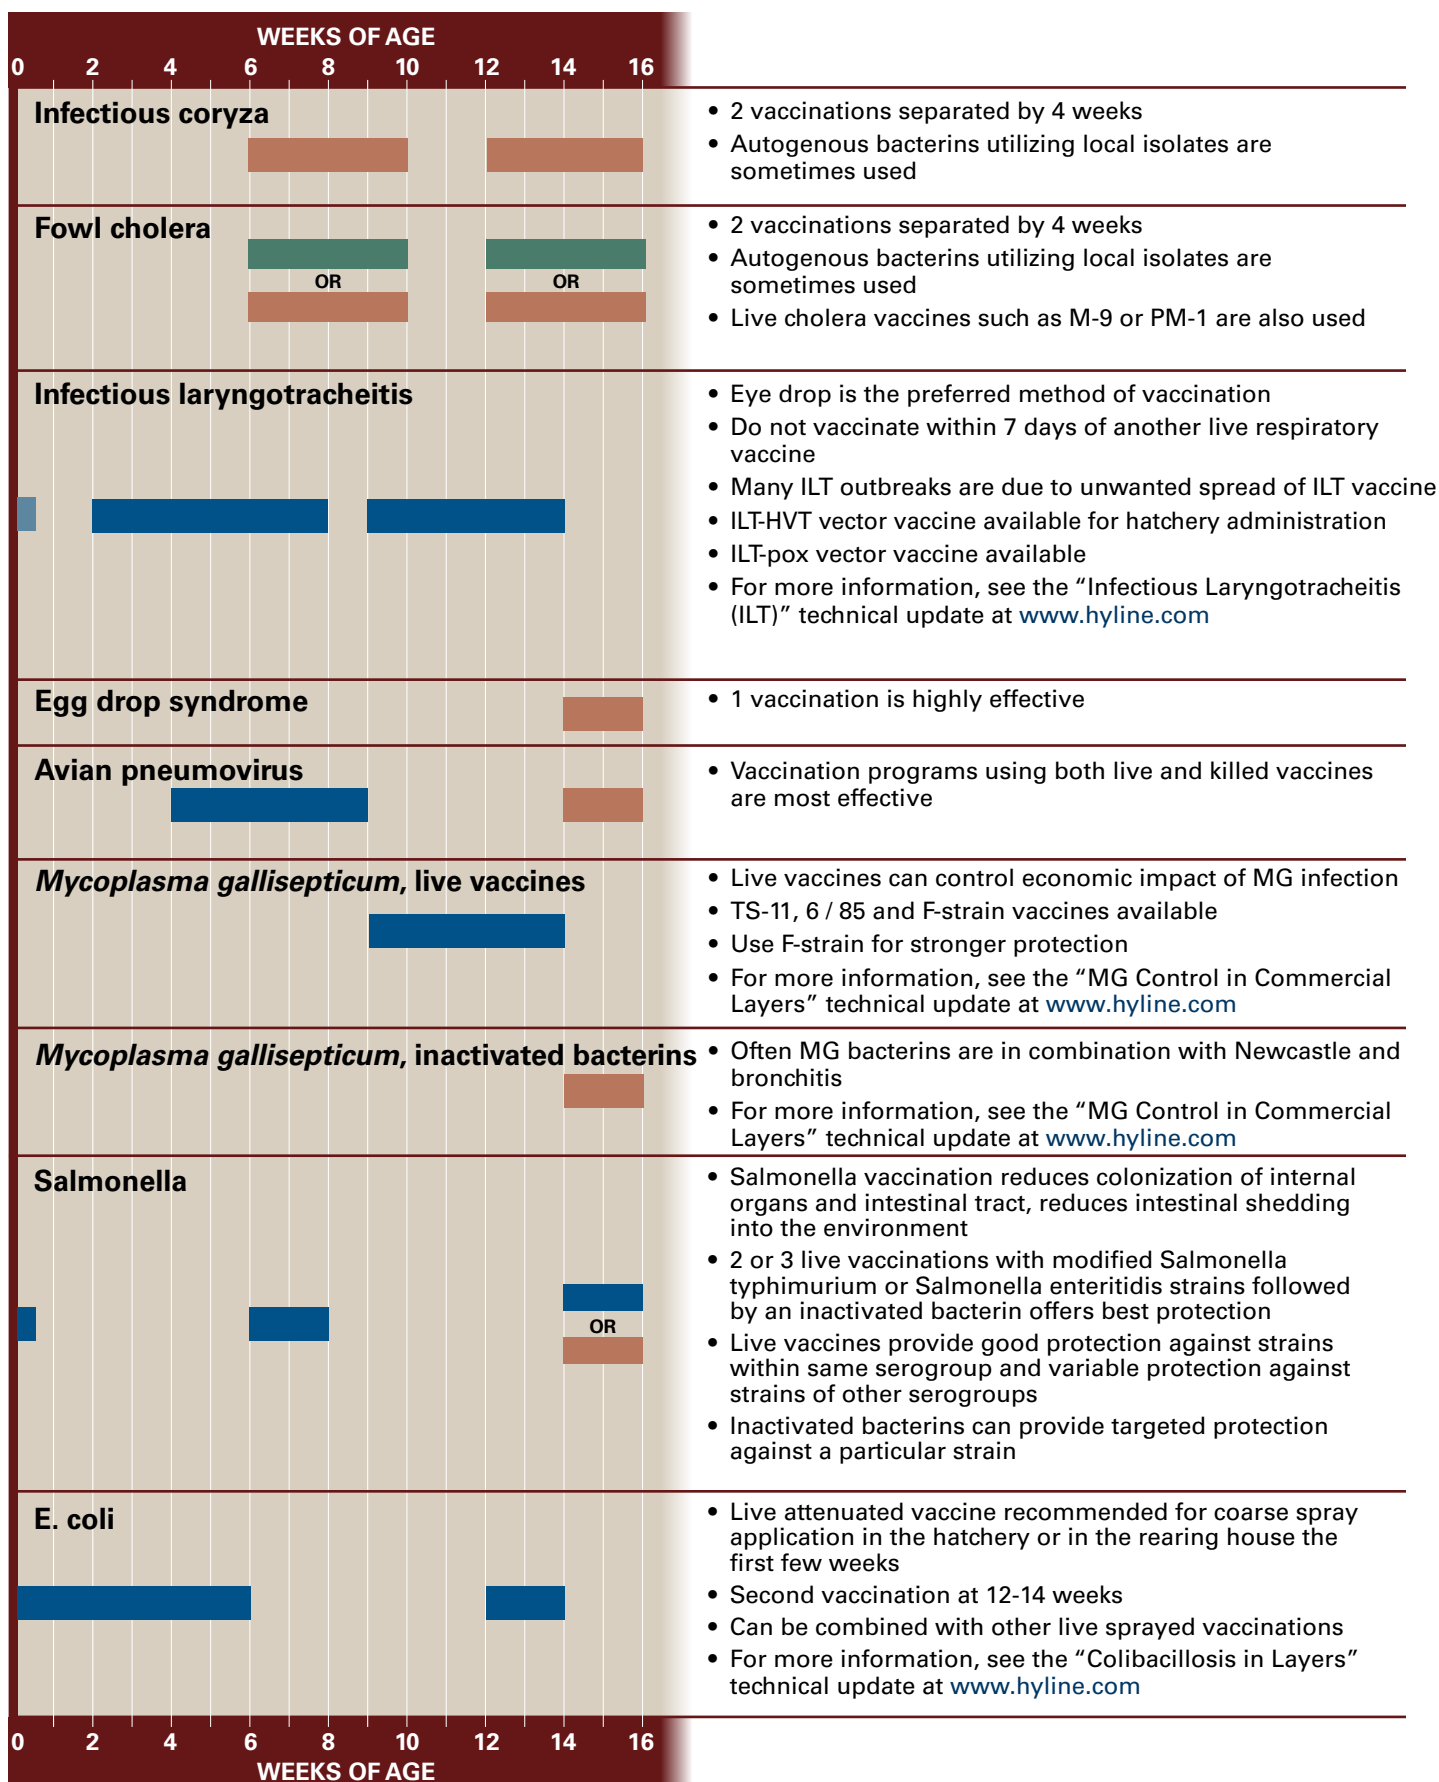 WEEKS OF AGE
0 2 4 6 8 10 12 14 16
Infectious coryza
• 2 vaccinations separated by 4 weeks
• Autogenous bacterins utilizing local isolates are
sometimes used
Fowl cholera
OR OR
• 2 vaccinations separated by 4 weeks
• Autogenous bacterins utilizing local isolates are
sometimes used
• Live cholera vaccines such as M-9 or PM-1 are also used
Infectious laryngotracheitis
• Eye drop is the preferred method of vaccination
• Do not vaccinate within 7 days of another live respiratory
vaccine
• Many ILT outbreaks are due to unwanted spread of ILT vaccine
• ILT-HVT vector vaccine available for hatchery administration
• ILT-pox vector vaccine available
• For more information, see the “Infectious Laryngotracheitis
(ILT)” technical update at www.hyline.com
Egg drop syndrome
• 1 vaccination is highly effective
Avian pneumovirus
• Vaccination programs using both live and killed vaccines
are most effective
Mycoplasma gallisepticum, live vaccines
• Live vaccines can control economic impact of MG infection
• TS-11, 6 / 85 and F-strain vaccines available
• Use F-strain for stronger protection
• For more information, see the “MG Control in Commercial
Layers” technical update at www.hyline.com
Mycoplasma gallisepticum, inactivated bacterins
• Often MG bacterins are in combination with Newcastle and
bronchitis
• For more information, see the “MG Control in Commercial
Layers” technical update at www.hyline.com
Salmonella
OR
• Salmonella vaccination reduces colonization of internal
organs and intestinal tract, reduces intestinal shedding
into the environment
• 2 or 3 live vaccinations with modified Salmonella
typhimurium or Salmonella enteritidis strains followed
by an inactivated bacterin offers best protection
• Live vaccines provide good protection against strains
within same serogroup and variable protection against
strains of other serogroups
• Inactivated bacterins can provide targeted protection
against a particular strain
E. coli
• Live attenuated vaccine recommended for coarse spray
application in the hatchery or in the rearing house the
first few weeks
• Second vaccination at 12-14 weeks
• Can be combined with other live sprayed vaccinations
• For more information, see the “Colibacillosis in Layers”
technical update at www.hyline.com
0 2 4 6 8 10 12 14 16
WEEKS OF AGE